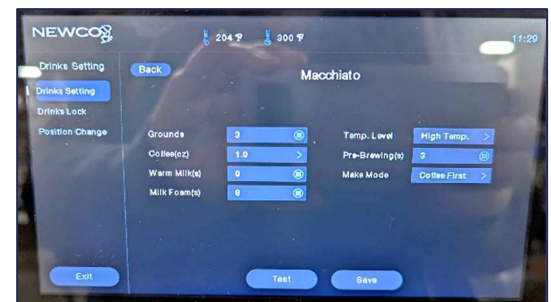 NEWCO
204 °F
300 °F
11:29
Drinks Setting
Drinks Setting
Drinks Lock
Position Change
Exit
Back
Macchiato
Grounds 3
Coffee(oz) 1.0 >
Warm Milk(s) 0
Milk Foam(s) 8
Temp. Level High Temp. >
Pre-Brewing(s) 3
Make Mode Coffee First >
Test
Save